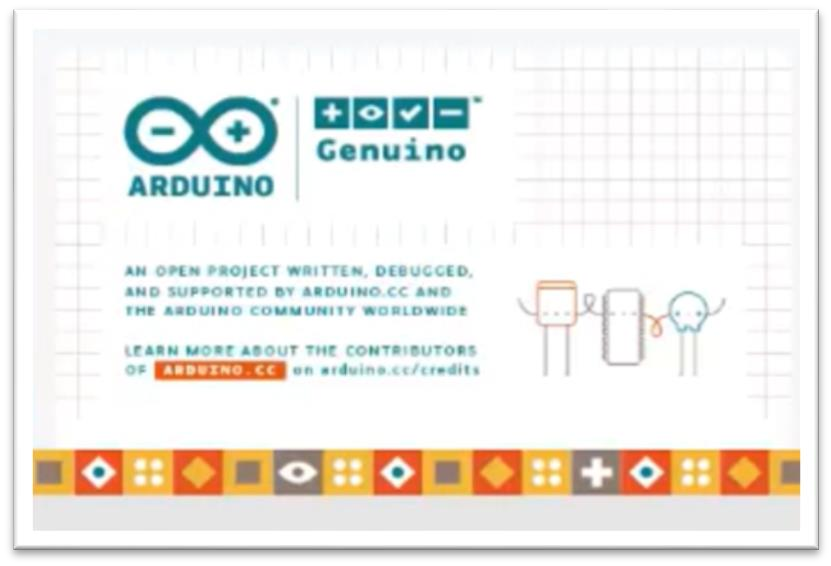 ARDUINO
Genuino
AN OPEN PROJECT WRITTEN, DEBUGGED,
AND SUPPORTED BY ARDUINO.CC AND
THE ARDUINO COMMUNITY WORLDWIDE
LEARN MORE ABOUT THE CONTRIBUTORS
OF ARDUINO.CC on arduino.cc/credits